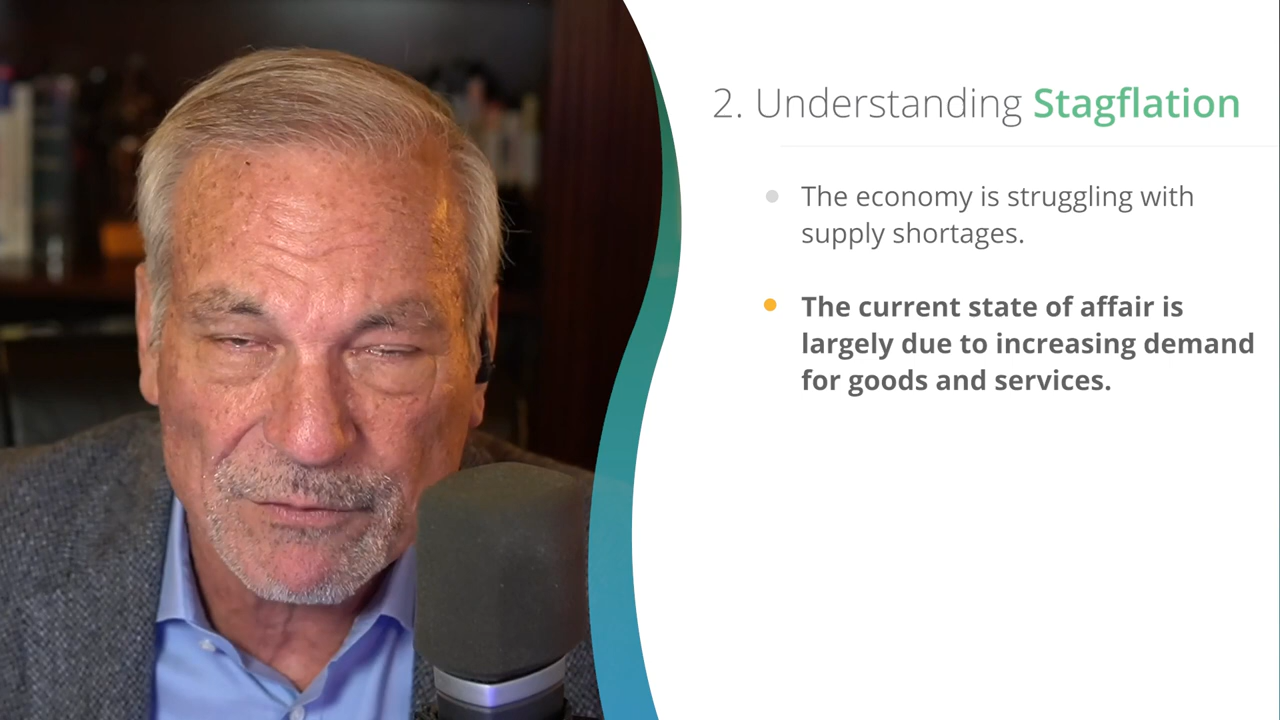 2. Understanding Stagflation
The economy is struggling with
supply shortages.
The current state of affair is
largely due to increasing demand
for goods and services.